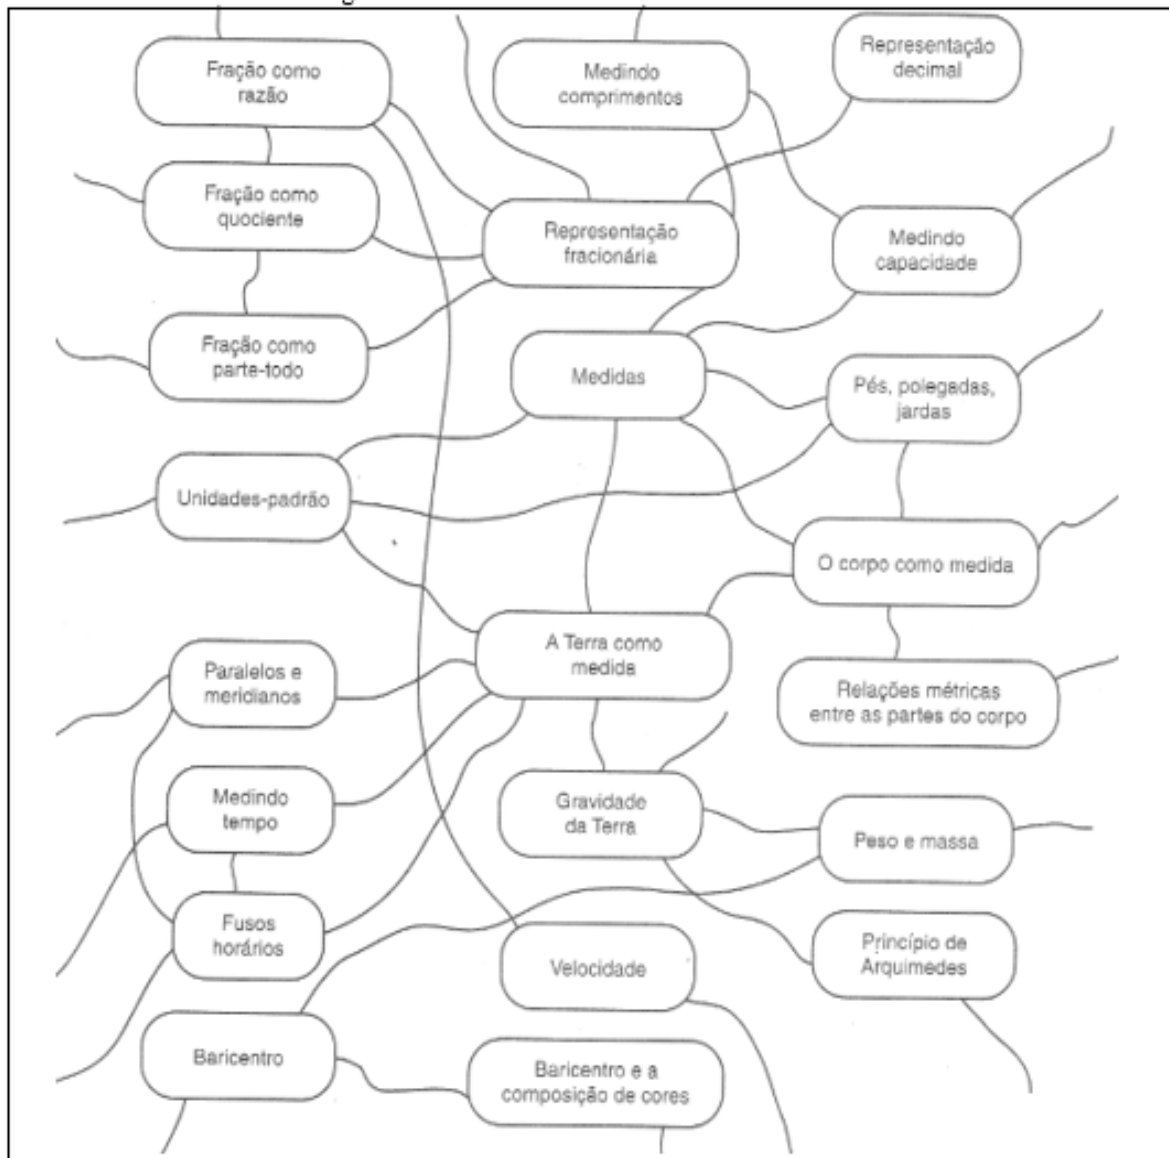 Fração como
razão
Medindo
comprimentos
Representação
decimal
Fração como
quociente
Representação
fracionária
Medindo
capacidade
Fração como
parte-todo
Medidas
Pés, polegadas,
jardas
Unidades-padrão
O corpo como medida
A Terra como
medida
Paralelos e
meridianos
Relações métricas
entre as partes do corpo
Medindo
tempo
Gravidade
da Terra
Peso e massa
Fusos
horários
Velocidade
Princípio de
Arquimedes
Baricentro
Baricentro e a
composição de cores